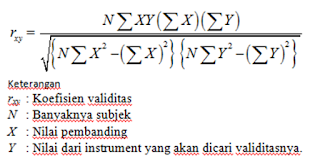 r_xy = N∑XY(∑X)(∑Y) / √{N∑X² −(∑X)²}{N∑Y² −(∑Y)²}
Keterangan
r_xy : Koefisien validitas
N : Banyaknya subjek
X : Nilai pembanding
Y : Nilai dari instrument yang akan dicari validitasnya.